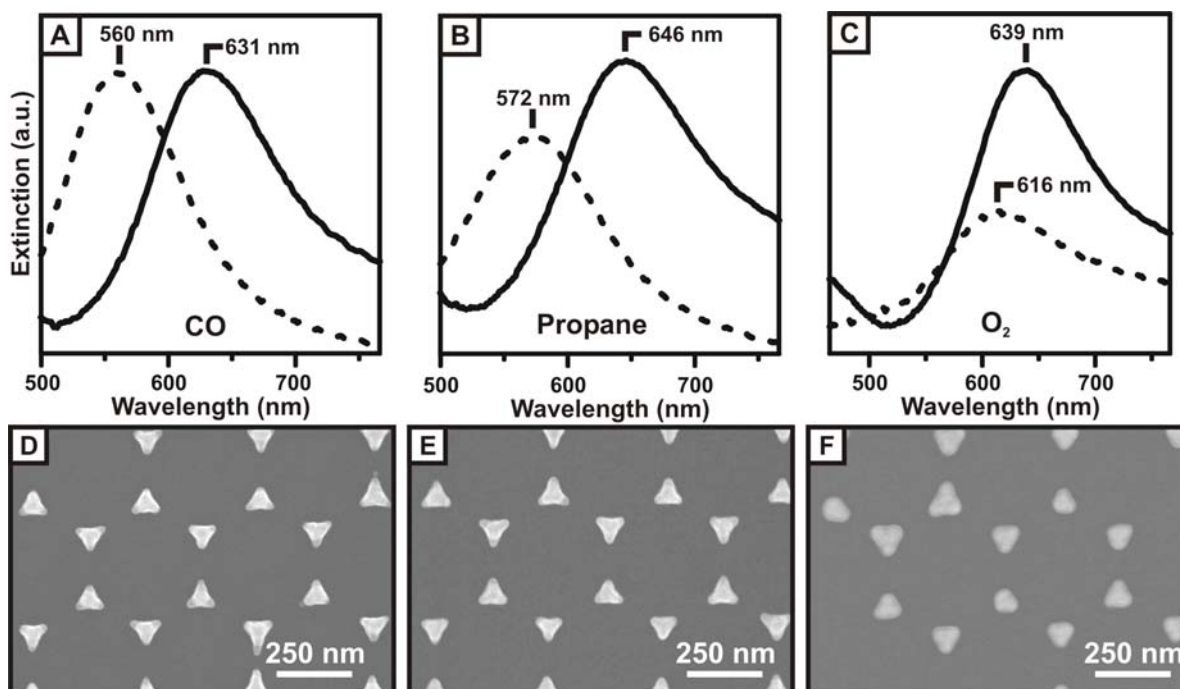 A
560 nm
631 nm
Extinction (a.u.)
CO
500
600
700
Wavelength (nm)
B
646 nm
572 nm
Propane
500
600
700
Wavelength (nm)
C
639 nm
616 nm
O₂
500
600
700
Wavelength (nm)
D
250 nm
E
250 nm
F
250 nm